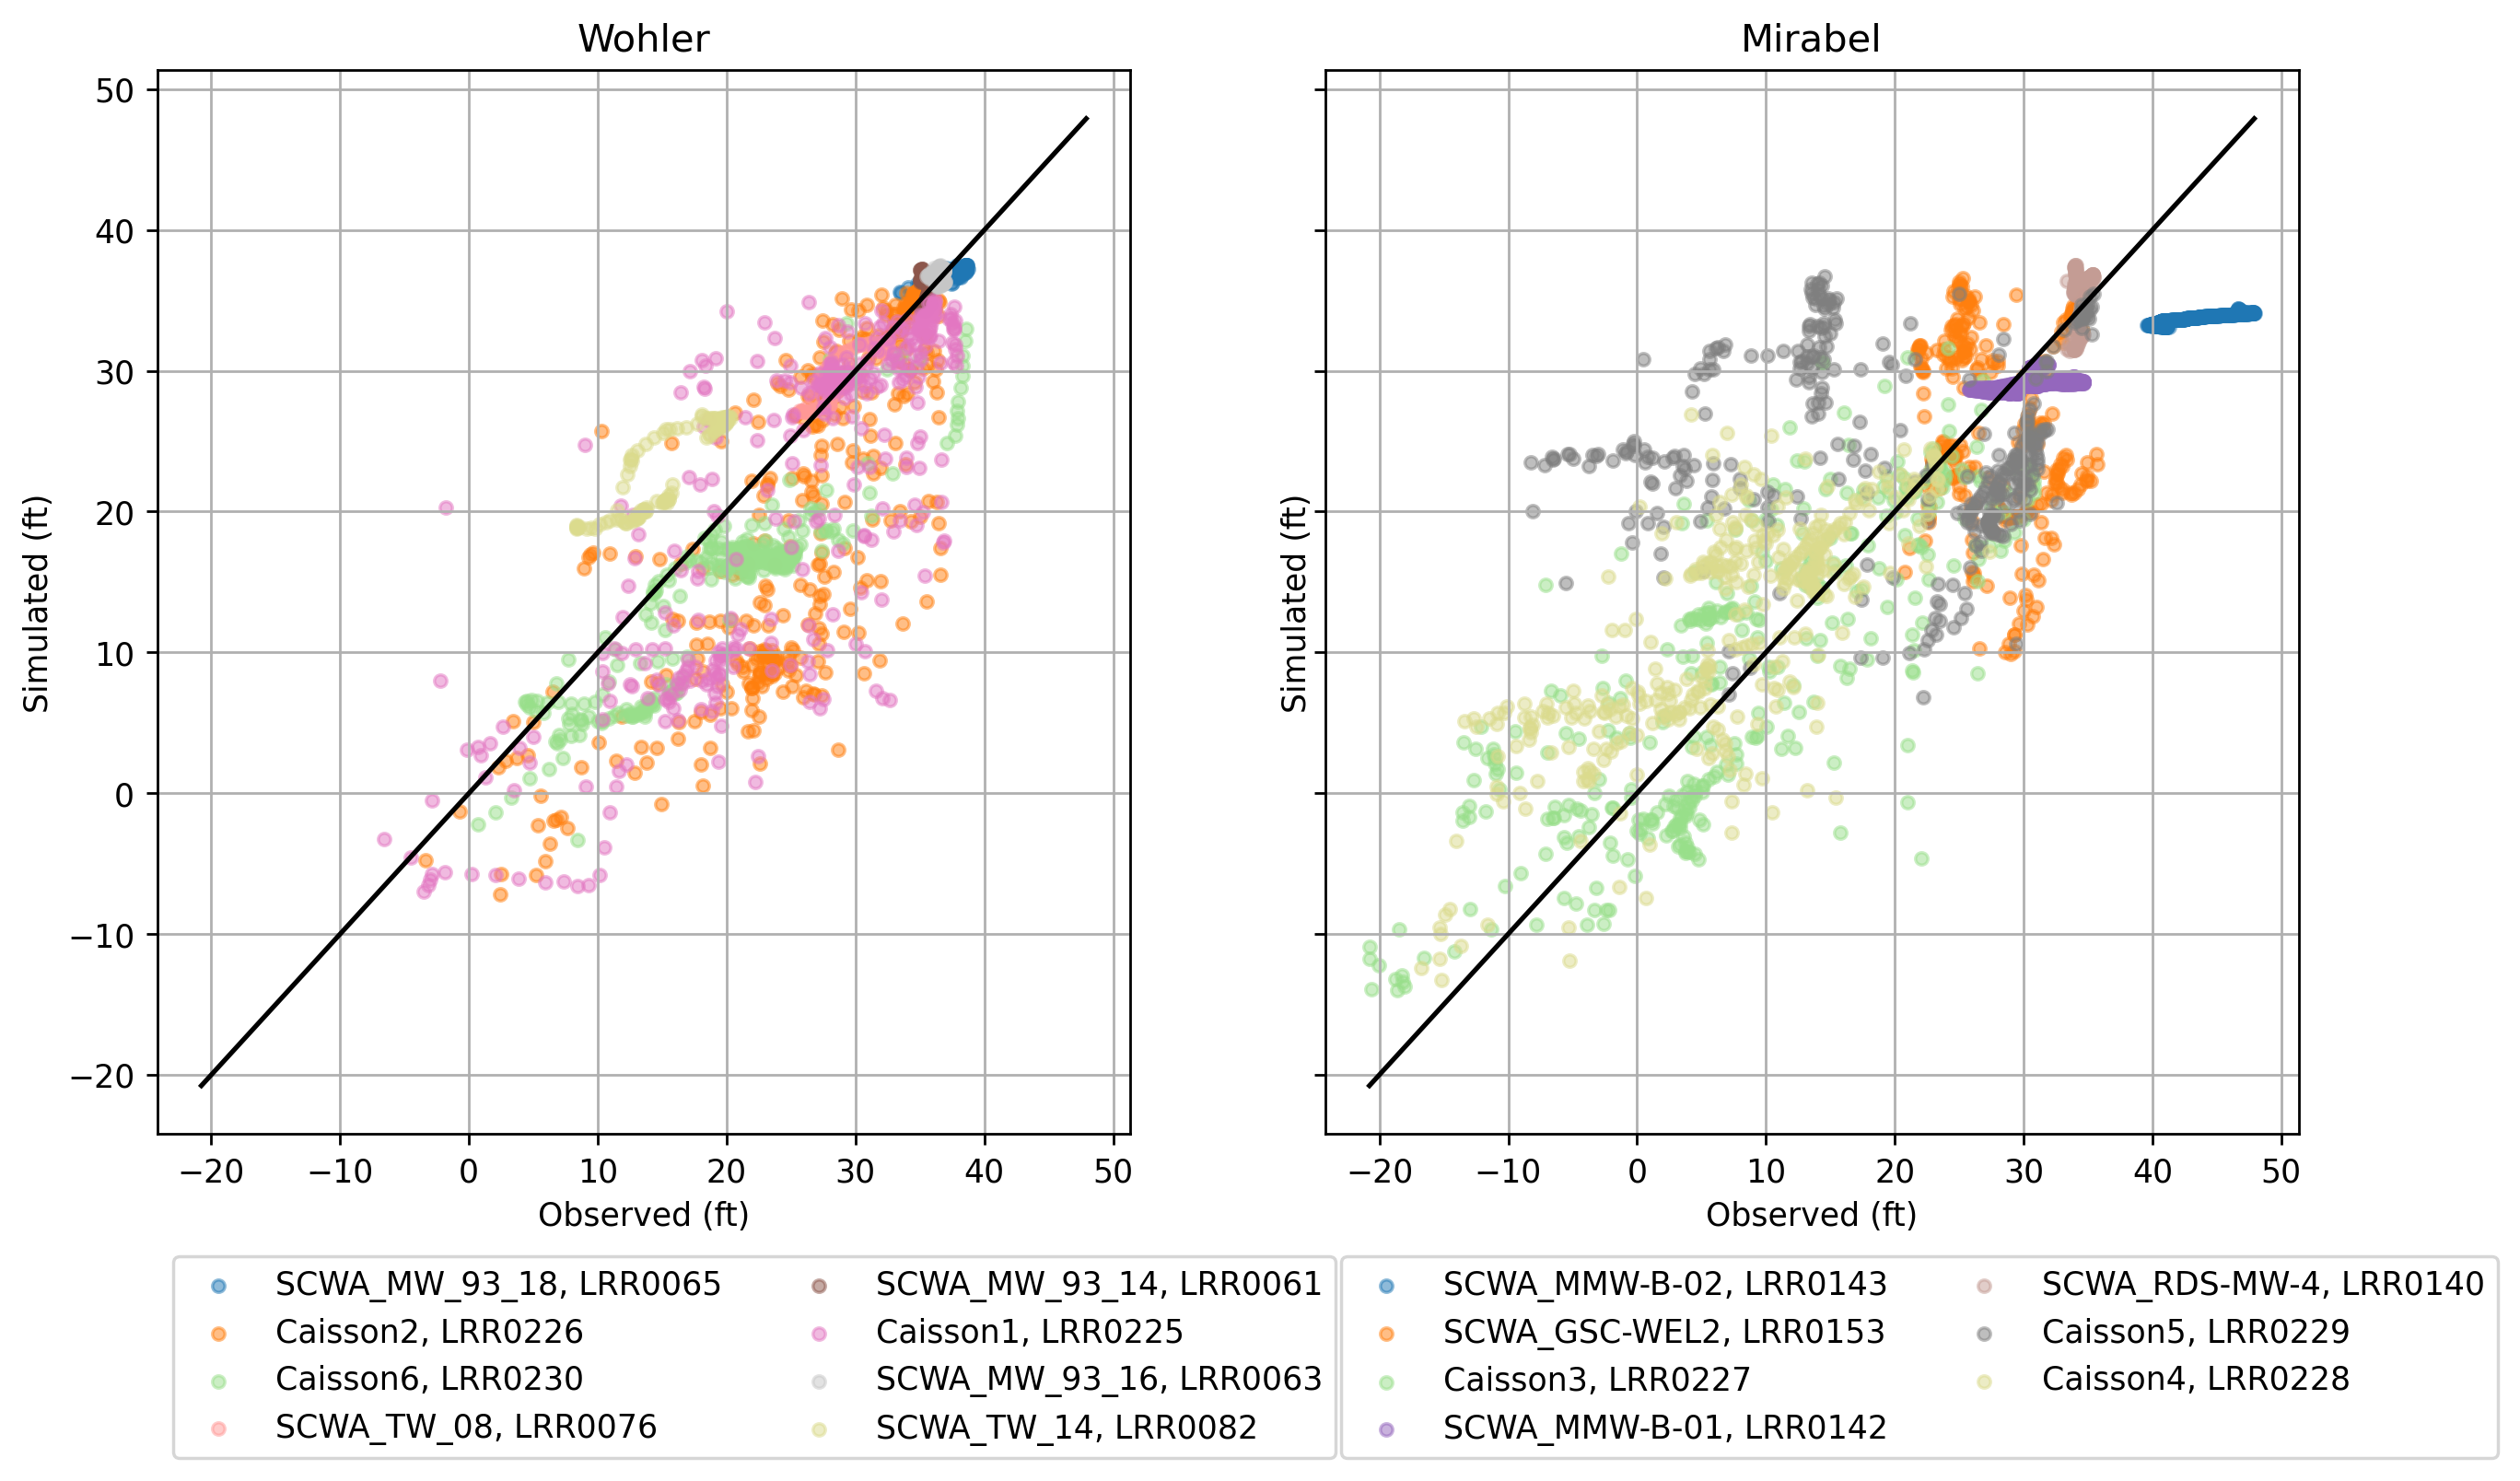 Wohler
Mirabel
50
40
30
20
10
0
−10
−20
Simulated (ft)
Simulated (ft)
−20 −10 0 10 20 30 40 50
−20 −10 0 10 20 30 40 50
Observed (ft)
Observed (ft)
SCWA_MW_93_18, LRR0065
Caisson2, LRR0226
Caisson6, LRR0230
SCWA_TW_08, LRR0076
SCWA_MW_93_14, LRR0061
Caisson1, LRR0225
SCWA_MW_93_16, LRR0063
SCWA_TW_14, LRR0082
SCWA_MMW-B-02, LRR0143
SCWA_GSC-WEL2, LRR0153
Caisson3, LRR0227
SCWA_MMW-B-01, LRR0142
SCWA_RDS-MW-4, LRR0140
Caisson5, LRR0229
Caisson4, LRR0228